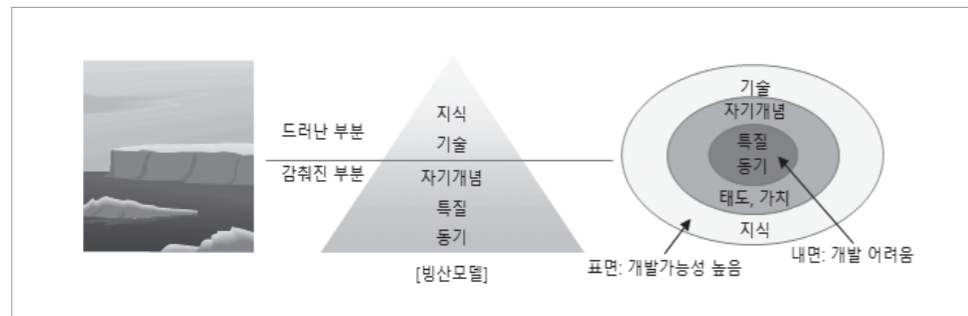 드러난 부분
감춰진 부분
지식
기술
자기개념
특질
동기
[빙산모델]
기술
자기개념
특질
동기
태도, 가치
지식
표면: 개발가능성 높음
내면: 개발 어려움